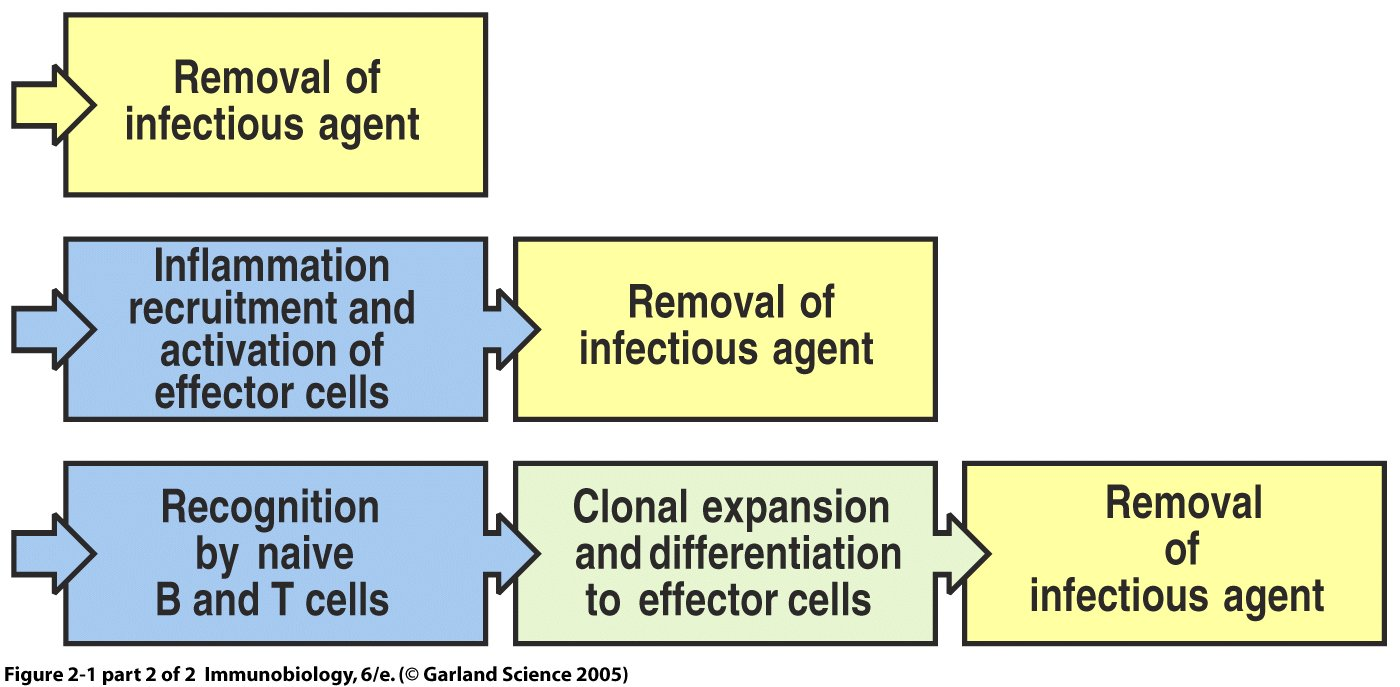 Removal of
infectious agent
Inflammation
recruitment and
activation of
effector cells
Removal of
infectious agent
Recognition
by naive
B and T cells
Clonal expansion
and differentiation
to effector cells
Removal
of
infectious agent
Figure 2-1 part 2 of 2 Immunobiology, 6/e. (© Garland Science 2005)